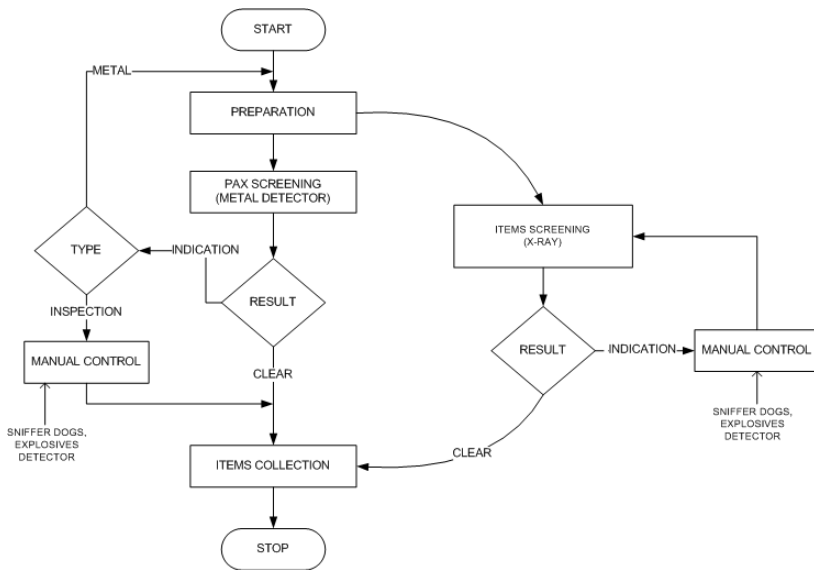 START
METAL
PREPARATION
PAX SCREENING
(METAL DETECTOR)
ITEMS SCREENING
(X-RAY)
TYPE
INDICATION
RESULT
INSPECTION
MANUAL CONTROL
RESULT
INDICATION
MANUAL CONTROL
CLEAR
SNIFFER DOGS,
EXPLOSIVES
DETECTOR
SNIFFER DOGS,
EXPLOSIVES
DETECTOR
CLEAR
ITEMS COLLECTION
STOP